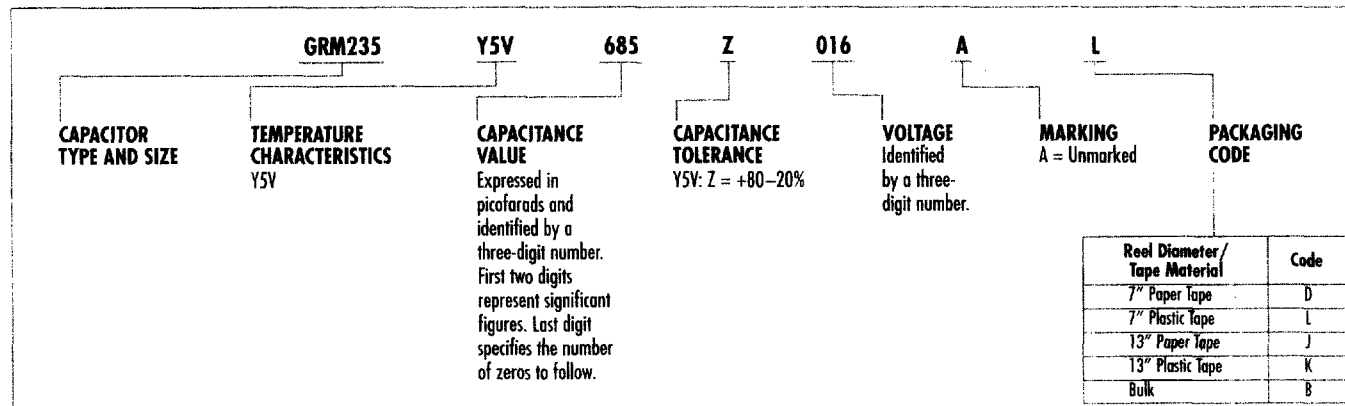 GRM235 Y5V 685 Z 016 A L
CAPACITOR
TYPE AND SIZE
TEMPERATURE
CHARACTERISTICS
Y5V
CAPACITANCE
VALUE
Expressed in
picofarads and
identified by a
three-digit number.
First two digits
represent significant
figures. Last digit
specifies the number
of zeros to follow.
CAPACITANCE
TOLERANCE
Y5V: Z = +80–20%
VOLTAGE
Identified
by a three-
digit number.
MARKING
A = Unmarked
PACKAGING
CODE
Reel Diameter/ Code
Tape Material
7" Paper Tape D
7" Plastic Tape L
13" Paper Tape J
13" Plastic Tape K
Bulk B